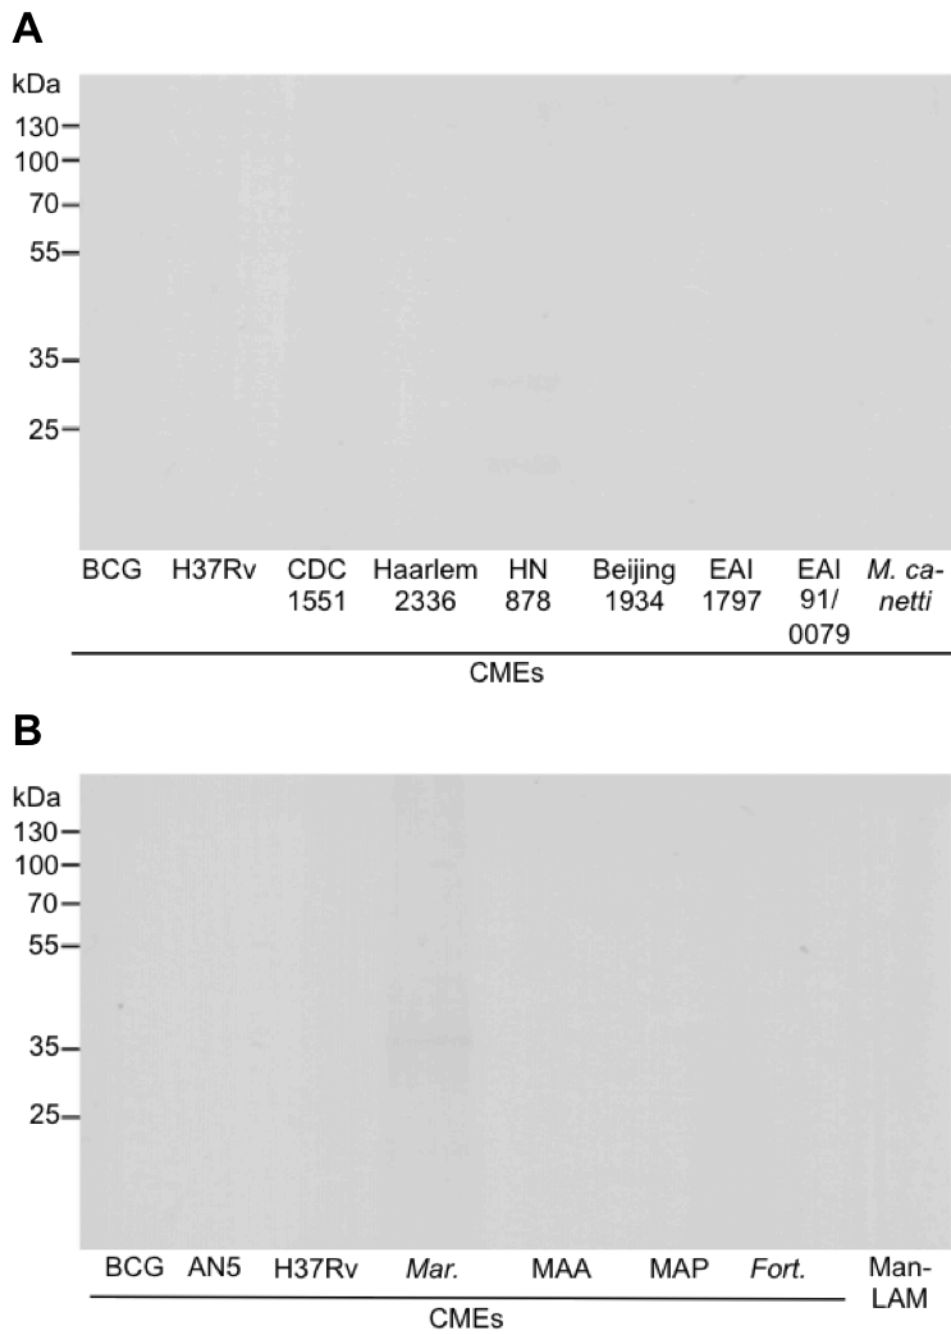 A
kDa
130
100
70
55
35
25
BCG H37Rv CDC Haarlem HN Beijing EAI EAI M. ca-
1551 2336 878 1934 1797 91/ netti
0079
CMEs
B
kDa
130
100
70
55
35
25
BCG AN5 H37Rv Mar. MAA MAP Fort. Man-
LAM
CMEs